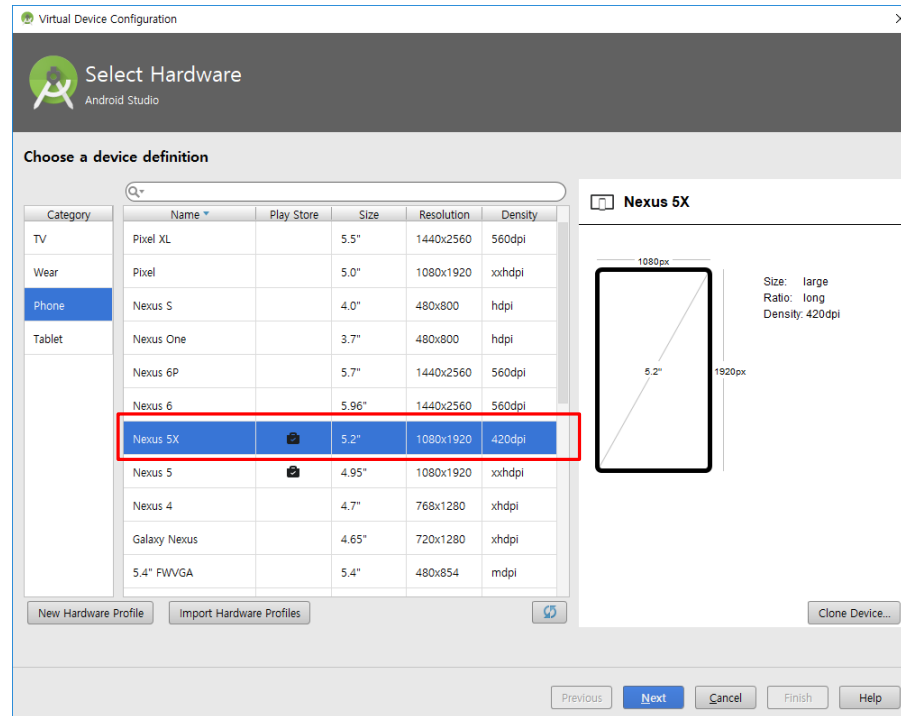 Virtual Device Configuration
Select Hardware
Android Studio
Choose a device definition
Category Name Play Store Size Resolution Density
TV
Wear
Phone
Tablet
Pixel XL 5.5" 1440x2560 560dpi
Pixel 5.0" 1080x1920 xxhdpi
Nexus S 4.0" 480x800 hdpi
Nexus One 3.7" 480x800 hdpi
Nexus 6P 5.7" 1440x2560 560dpi
Nexus 6 5.96" 1440x2560 560dpi
Nexus 5X 5.2" 1080x1920 420dpi
Nexus 5 4.95" 1080x1920 xxhdpi
Nexus 4 4.7" 768x1280 xhdpi
Galaxy Nexus 4.65" 720x1280 xhdpi
5.4" FWVGA 5.4" 480x854 mdpi
New Hardware Profile Import Hardware Profiles
Nexus 5X
1080px
5.2"
1920px
Size: large
Ratio: long
Density: 420dpi
Clone Device...
Previous Next Cancel Finish Help